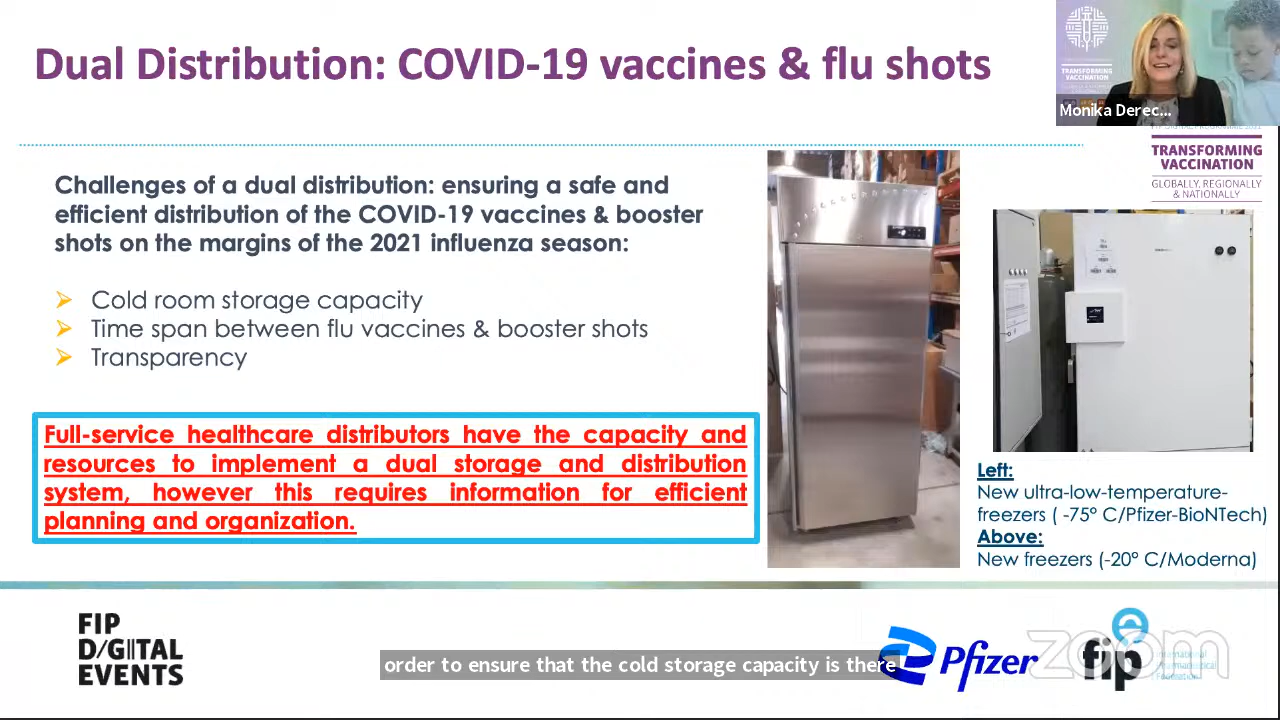 Dual Distribution: COVID-19 vaccines & flu shots
TRANSFORMING
VACCINATION
Monika Derec...
TRANSFORMING
VACCINATION
GLOBALLY, REGIONALLY
& NATIONALLY
Challenges of a dual distribution: ensuring a safe and
efficient distribution of the COVID-19 vaccines & booster
shots on the margins of the 2021 influenza season:
Cold room storage capacity
Time span between flu vaccines & booster shots
Transparency
Full-service healthcare distributors have the capacity and
resources to implement a dual storage and distribution
system, however this requires information for efficient
planning and organization.
Left:
New ultra-low-temperature-
freezers ( -75° C/Pfizer-BioNTech)
Above:
New freezers (-20° C/Moderna)
FIP
DIGITAL
EVENTS
order to ensure that the cold storage capacity is there
Pfizer
fip
International
Pharmaceutical
Federation
zoom